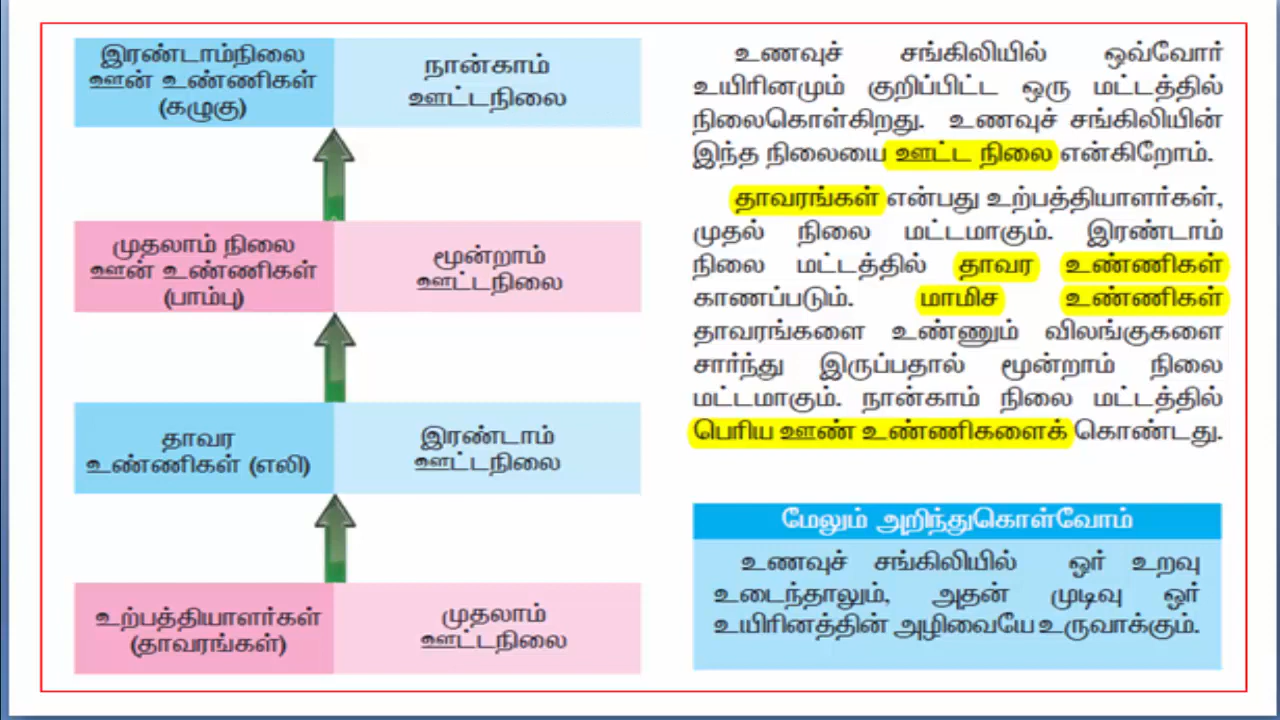 இரண்டாம்நிலை
ஊன் உண்ணிகள்
(கழுகு)
நான்காம்
ஊட்டநிலை
முதலாம் நிலை
ஊன் உண்ணிகள்
(பாம்பு)
மூன்றாம்
ஊட்டநிலை
தாவர
உண்ணிகள் (எலி)
இரண்டாம்
ஊட்டநிலை
உற்பத்தியாளர்கள்
(தாவரங்கள்)
முதலாம்
ஊட்டநிலை
உணவுச் சங்கிலியில் ஒவ்வோர்
உயிரினமும் குறிப்பிட்ட ஒரு மட்டத்தில்
நிலைகொள்கிறது. உணவுச் சங்கிலியின்
இந்த நிலையை ஊட்ட நிலை என்கிறோம்.
தாவரங்கள் என்பது உற்பத்தியாளர்கள்,
முதல் நிலை மட்டமாகும். இரண்டாம்
நிலை மட்டத்தில் தாவர உண்ணிகள்
காணப்படும். மாமிச உண்ணிகள்
தாவரங்களை உண்ணும் விலங்குகளை
சார்ந்து இருப்பதால் மூன்றாம் நிலை
மட்டமாகும். நான்காம் நிலை மட்டத்தில்
பெரிய ஊண் உண்ணிகளைக் கொண்டது.
மேலும் அறிந்துகொள்வோம்
உணவுச் சங்கிலியில் ஓர் உறவு
உடைந்தாலும், அதன் முடிவு ஓர்
உயிரினத்தின் அழிவையே உருவாக்கும்.